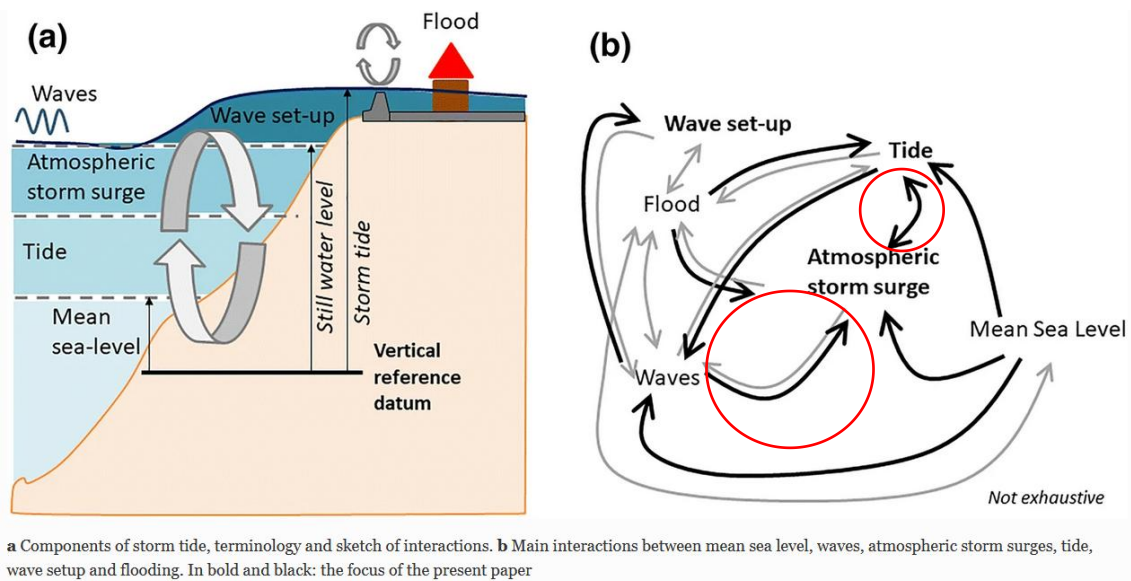 (a)
Flood
Waves
Wave set-up
Atmospheric
storm surge
Tide
Mean
sea-level
Still water level
Storm tide
Vertical
reference
datum
(b)
Wave set-up
Tide
Flood
Atmospheric
storm surge
Mean Sea Level
Waves
Not exhaustive
a Components of storm tide, terminology and sketch of interactions. b Main interactions between mean sea level, waves, atmospheric storm surges, tide,
wave setup and flooding. In bold and black: the focus of the present paper